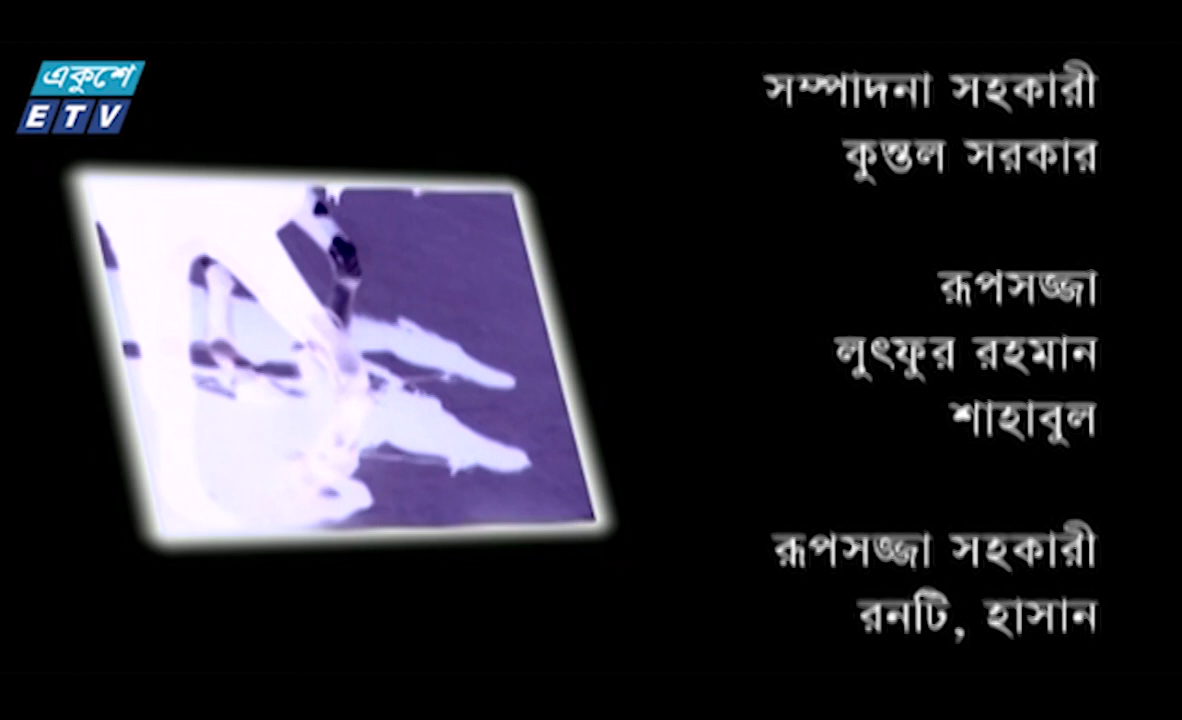 একুশে
ETV
সম্পাদনা সহকারী
কুন্তল সরকার
রূপসজ্জা
লুৎফুর রহমান
শাহাবুল
রূপসজ্জা সহকারী
রনটি, হাসান